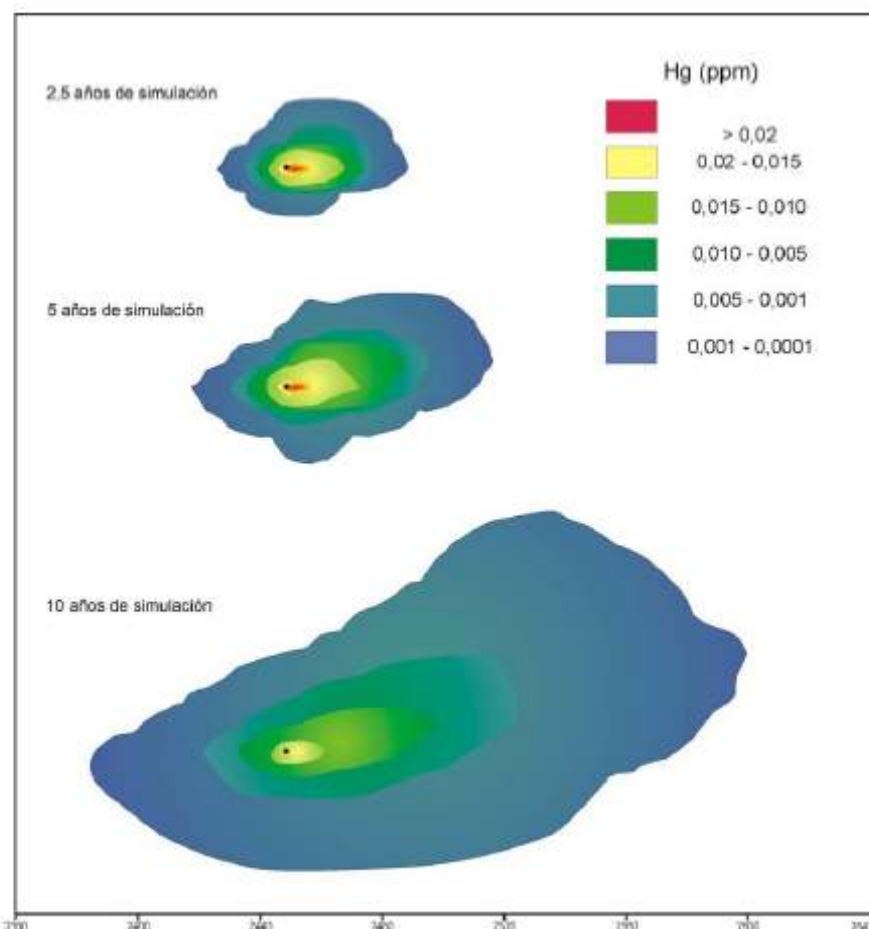 Hg (ppm)
2,5 años de simulación
> 0,02
0,02 - 0,015
0,015 - 0,010
0,010 - 0,005
5 años de simulación
0,005 - 0,001
0,001 - 0,0001
10 años de simulación